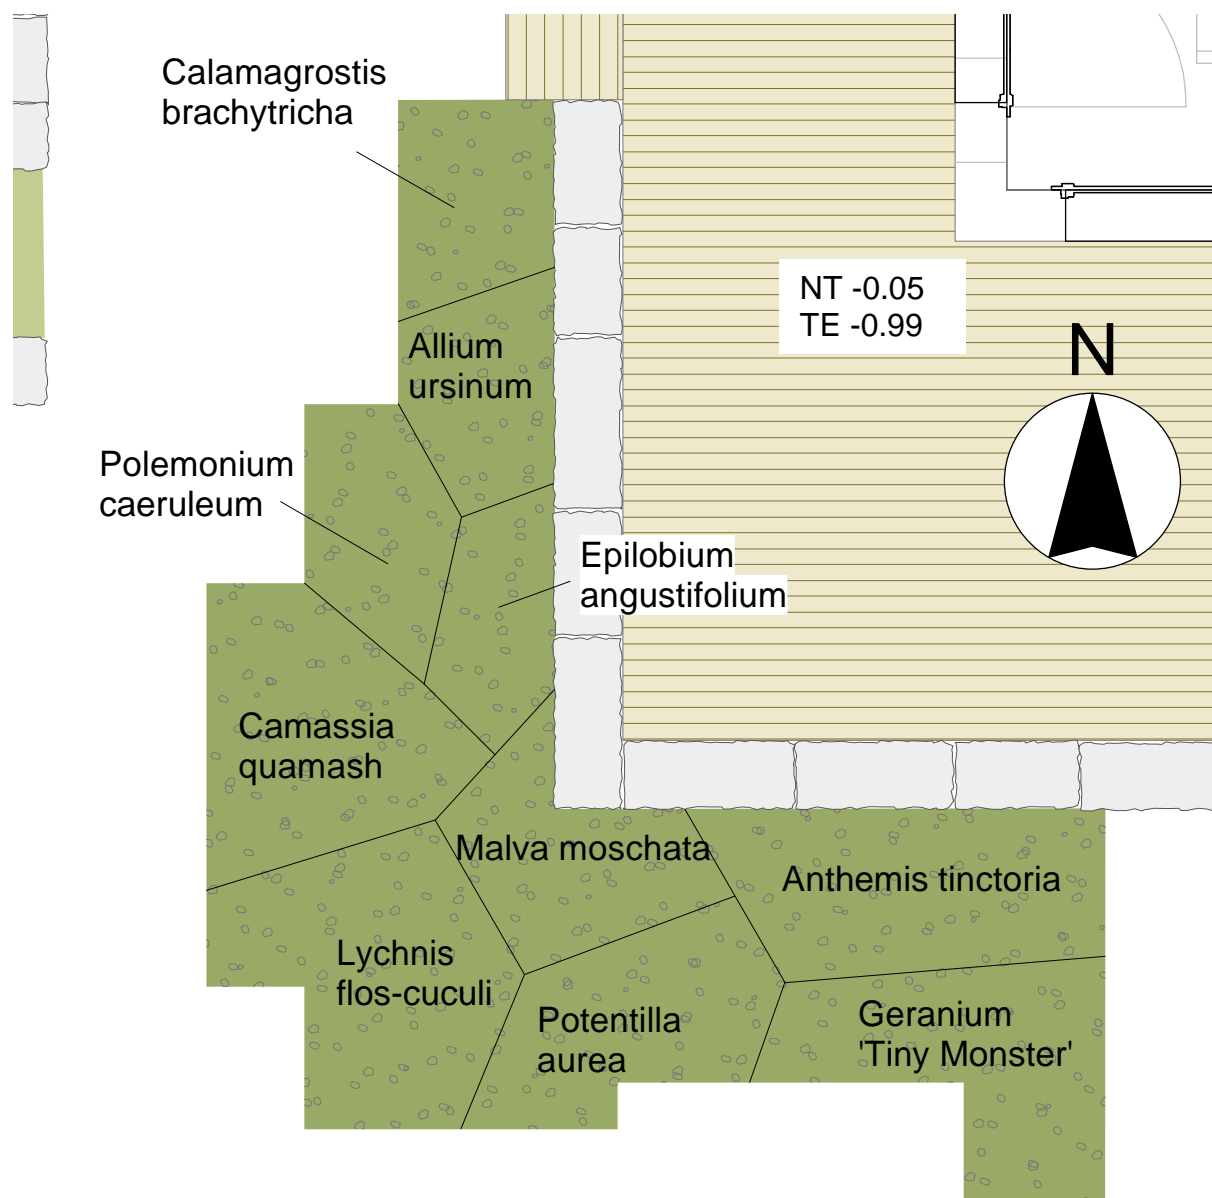 Calamagrostis
brachytricha
NT -0.05
TE -0.99
N
Allium
ursinum
Polemonium
caeruleum
Epilobium
angustifolium
Camassia
quamash
Malva moschata
Anthemis tinctoria
Lychnis
flos-cuculi
Potentilla
aurea
Geranium
'Tiny Monster'